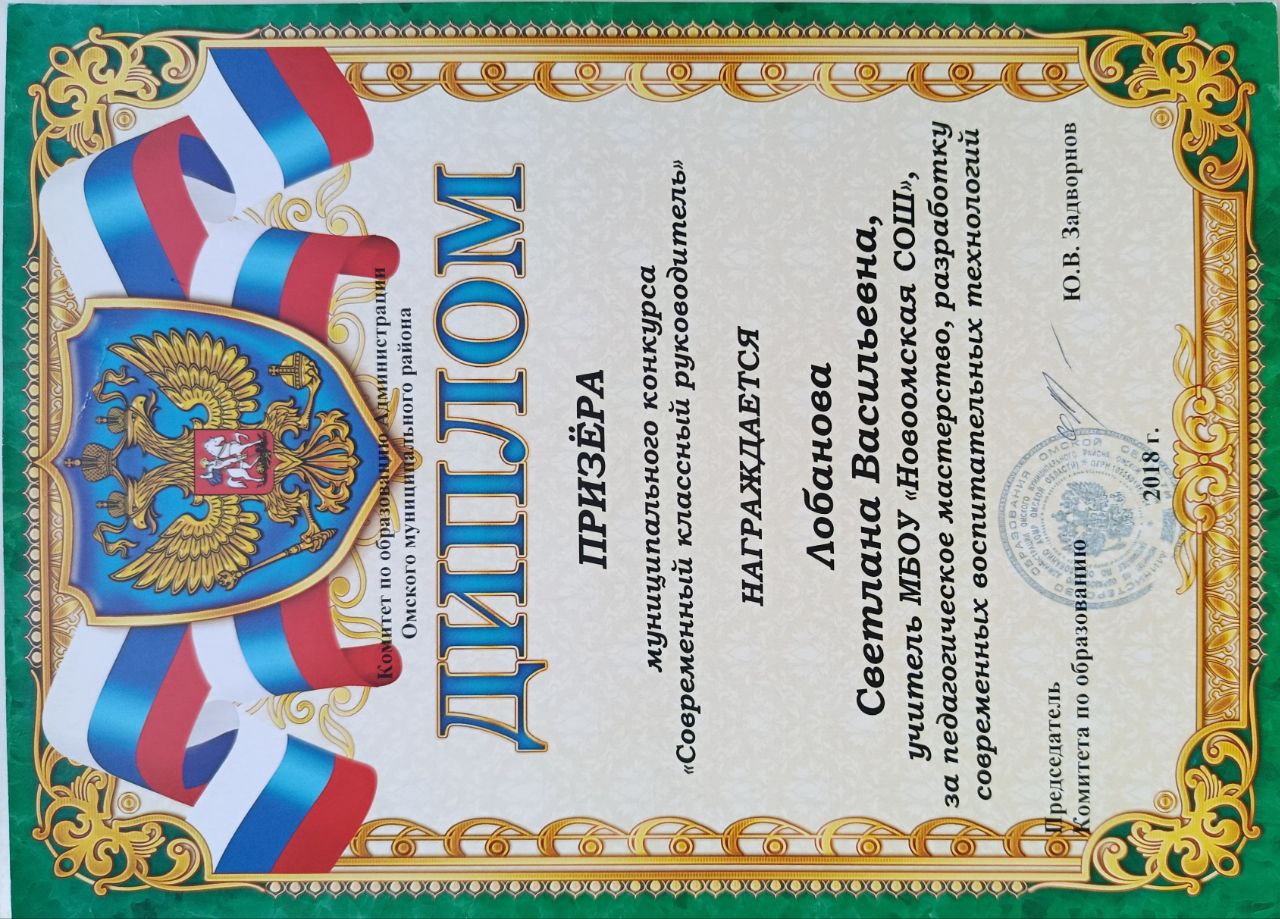 Комитет по образованию Администрации
Омского муниципального района
ДИПЛОМ
ПРИЗЁРА
муниципального конкурса
«Современный классный руководитель»
НАГРАЖДАЕТСЯ
Лобанова
Светлана Васильевна,
учитель МБОУ «Новоомская СОШ»,
за педагогическое мастерство, разработку
современных воспитательных технологий
Председатель
Комитета по образованию
Ю.В. Задворнов
2018 г.